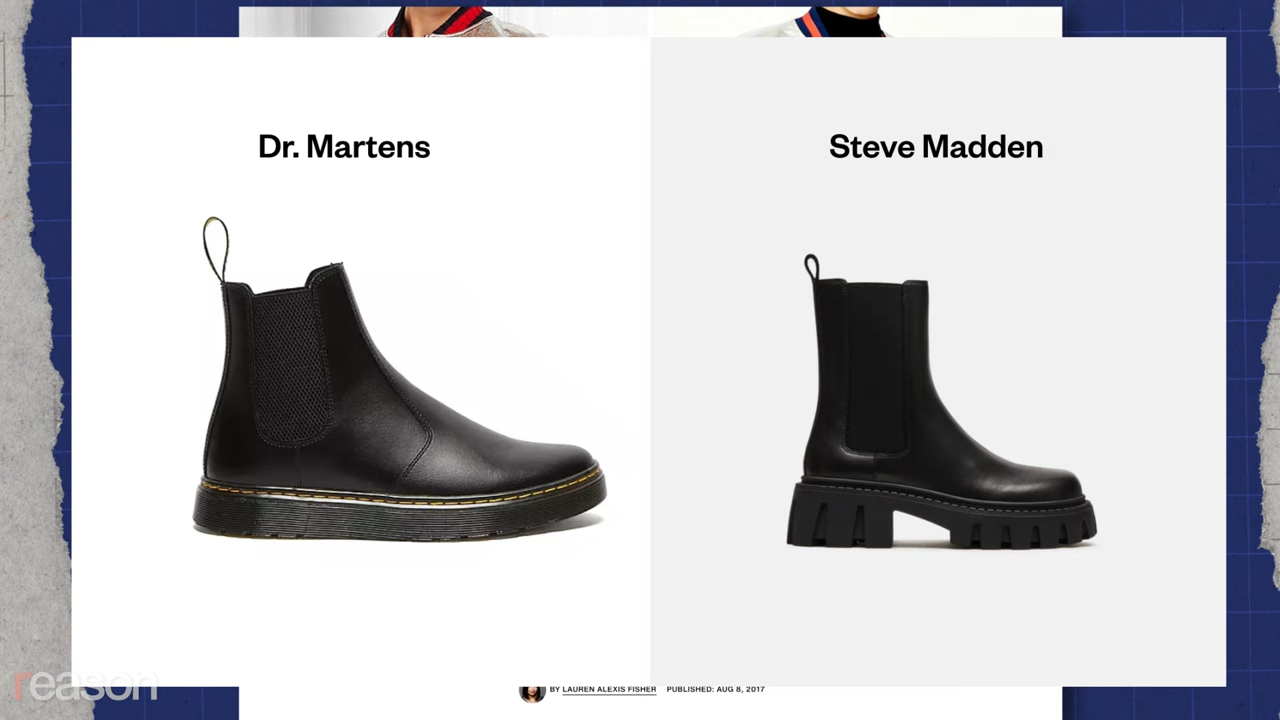 Dr. Martens
Steve Madden
BY LAUREN ALEXIS FISHER PUBLISHED: AUG 8, 2017
reason